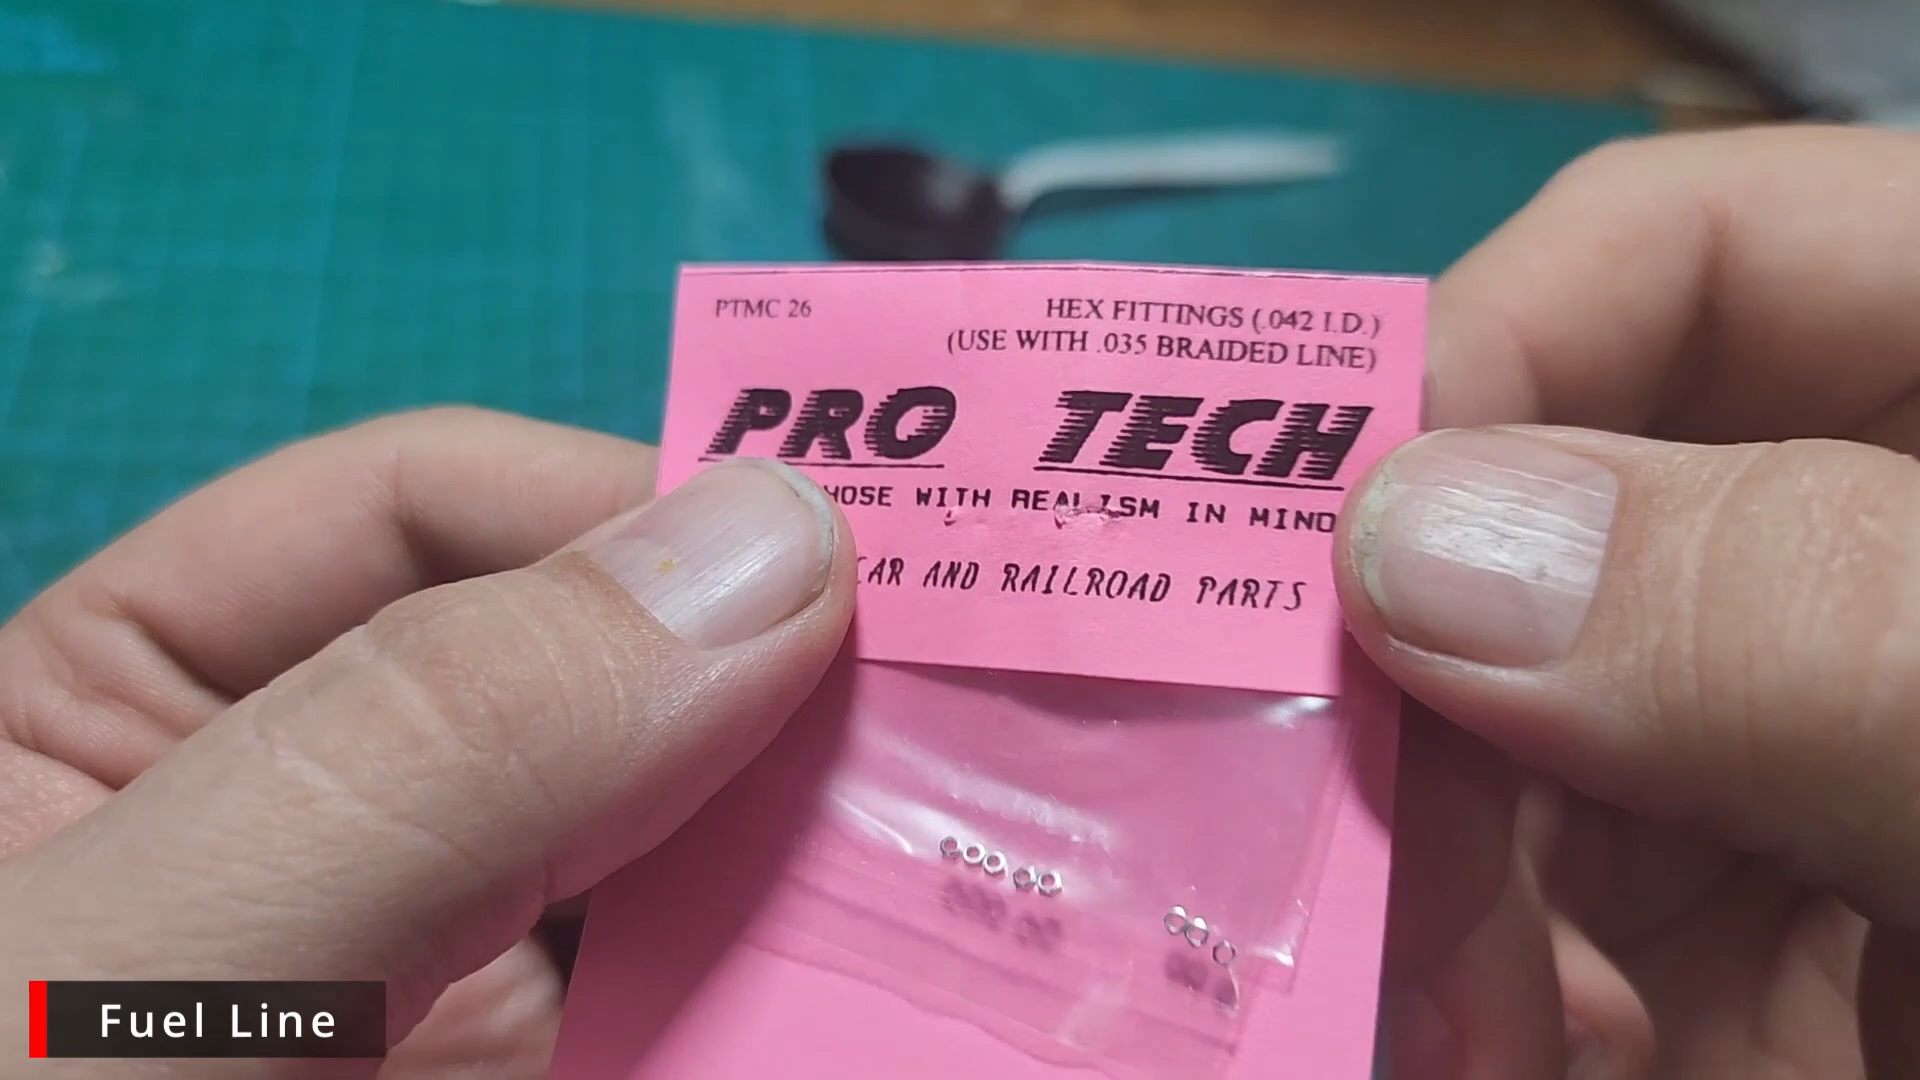 PTMC 26
HEX FITTINGS (.042 I.D.)
(USE WITH .035 BRAIDED LINE)
PRO TECH
WITH REALISM IN MIND
CAR AND RAILROAD PARTS
Fuel Line